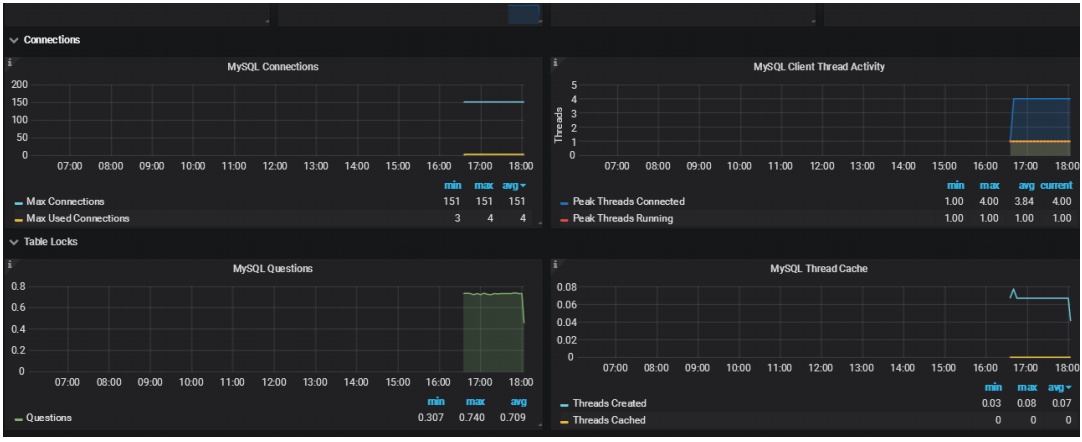 Connections
MySQL Connections
200
150
100
50
0
07:00 08:00 09:00 10:00 11:00 12:00 13:00 14:00 15:00 16:00 17:00 18:00
min max avg
Max Connections 151 151 151
Max Used Connections 3 4 4
MySQL Client Thread Activity
Threads
5
4
3
2
1
0
07:00 08:00 09:00 10:00 11:00 12:00 13:00 14:00 15:00 16:00 17:00 18:00
min max avg current
Peak Threads Connected 1.00 4.00 3.84 4.00
Peak Threads Running 1.00 1.00 1.00 1.00
Table Locks
MySQL Questions
0.8
0.6
0.4
0.2
0
07:00 08:00 09:00 10:00 11:00 12:00 13:00 14:00 15:00 16:00 17:00 18:00
min max avg
Questions 0.307 0.740 0.709
MySQL Thread Cache
0.08
0.06
0.04
0.02
0
07:00 08:00 09:00 10:00 11:00 12:00 13:00 14:00 15:00 16:00 17:00 18:00
min max avg
Threads Created 0.03 0.08 0.07
Threads Cached 0 0 0